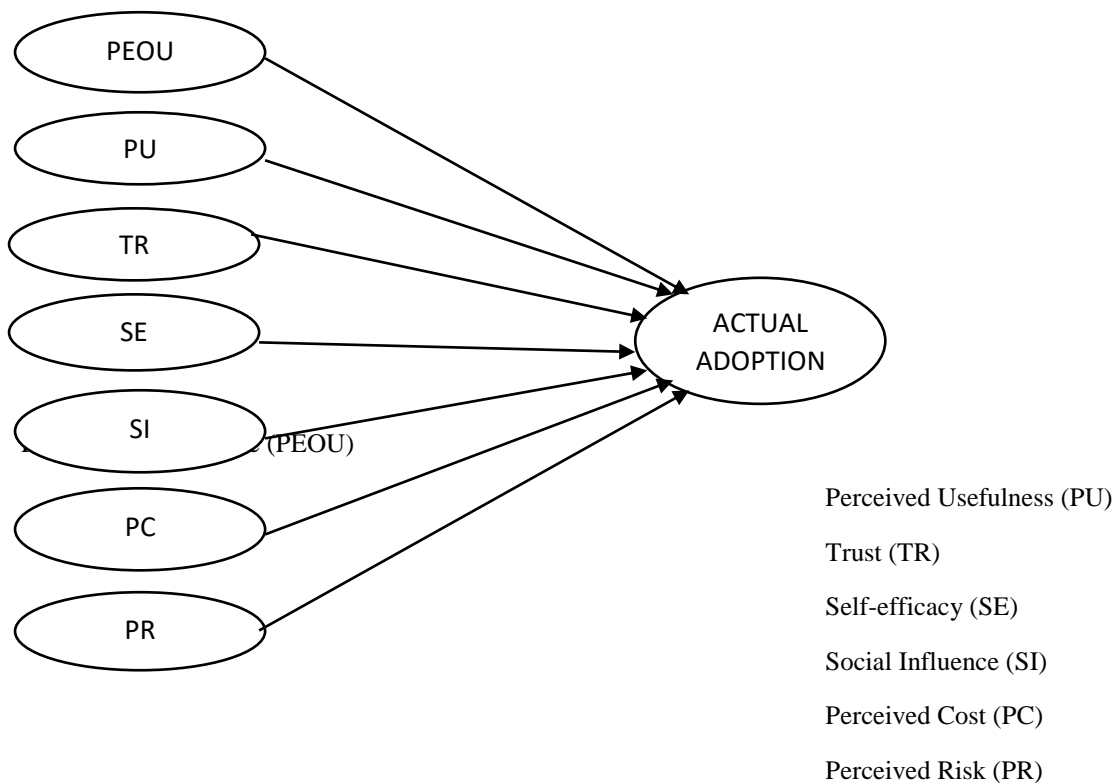 PEOU
PU
TR
SE
ACTUAL
ADOPTION
SI
(PEOU)
PC
PR
Perceived Usefulness (PU)
Trust (TR)
Self-efficacy (SE)
Social Influence (SI)
Perceived Cost (PC)
Perceived Risk (PR)